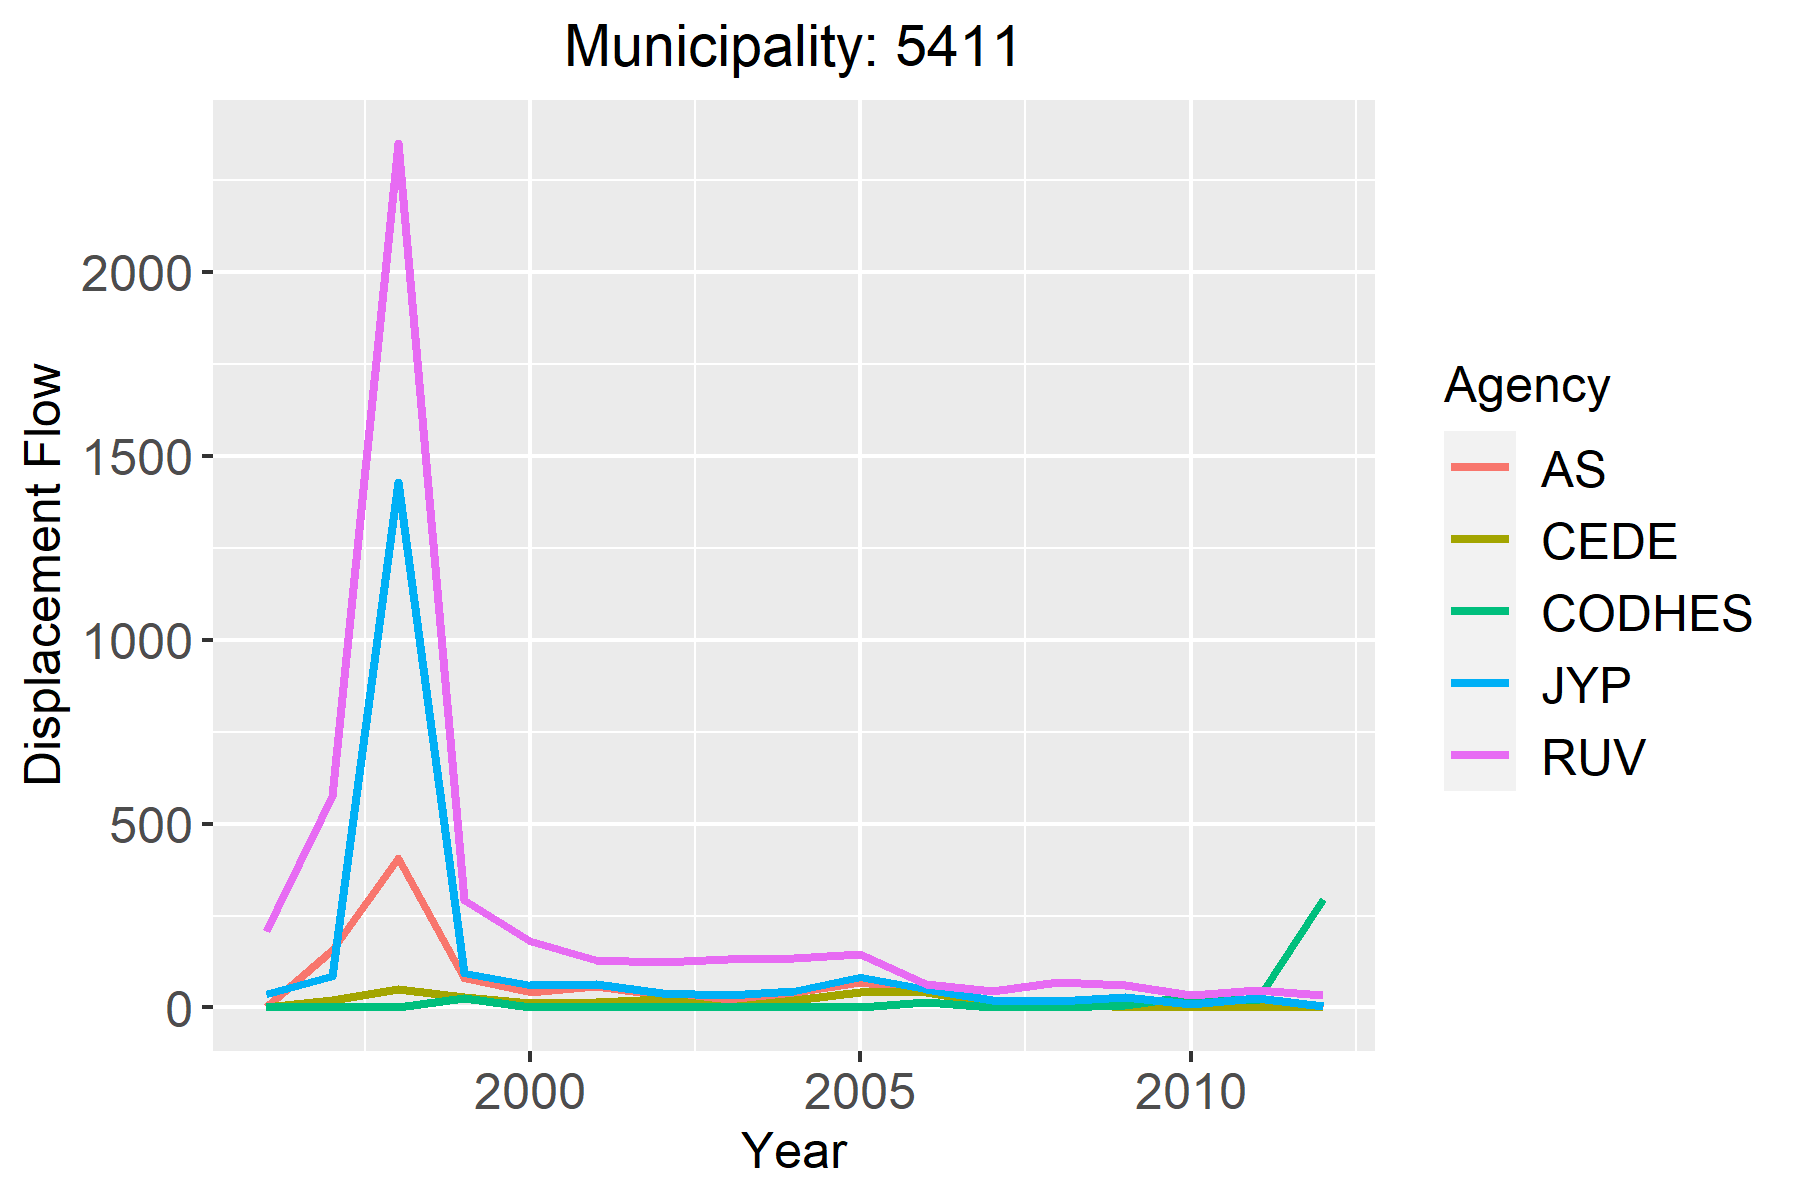 Municipality: 5411
Displacement Flow
2000
1500
1000
500
0
2000 2005 2010
Year
Agency
AS
CEDE
CODHES
JYP
RUV